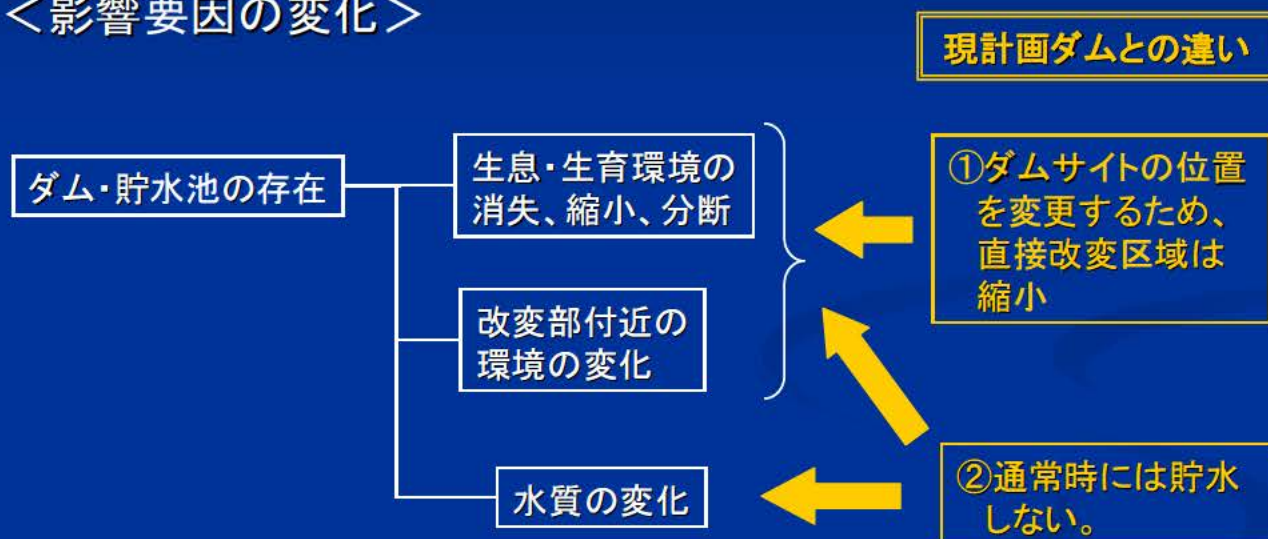 ＜影響要因の変化＞
現計画ダムとの違い
ダム・貯水池の存在
生息・生育環境の
消失、縮小、分断
改変部付近の
環境の変化
水質の変化
①ダムサイトの位置
を変更するため、
直接改変区域は
縮小
②通常時には貯水
しない。